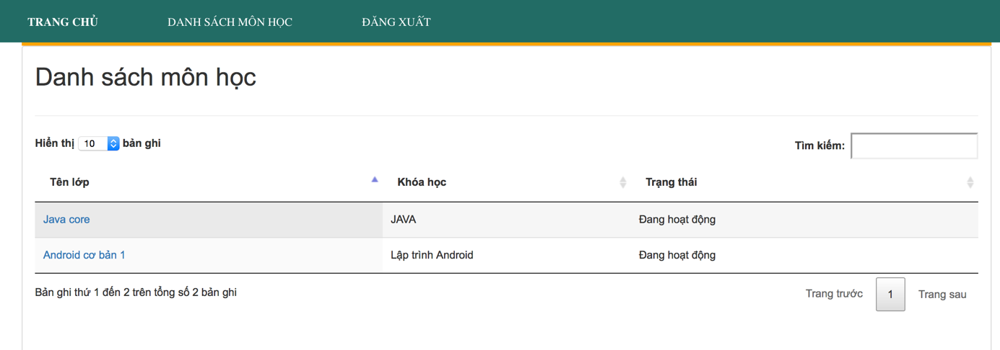 TRANG CHỦ DANH SÁCH MÔN HỌC ĐĂNG XUẤT
Danh sách môn học
Hiển thị 10 bản ghi Tìm kiếm:
Tên lớp Khóa học Trạng thái
Java core JAVA Đang hoạt động
Android cơ bản 1 Lập trình Android Đang hoạt động
Bản ghi thứ 1 đến 2 trên tổng số 2 bản ghi Trang trước 1 Trang sau